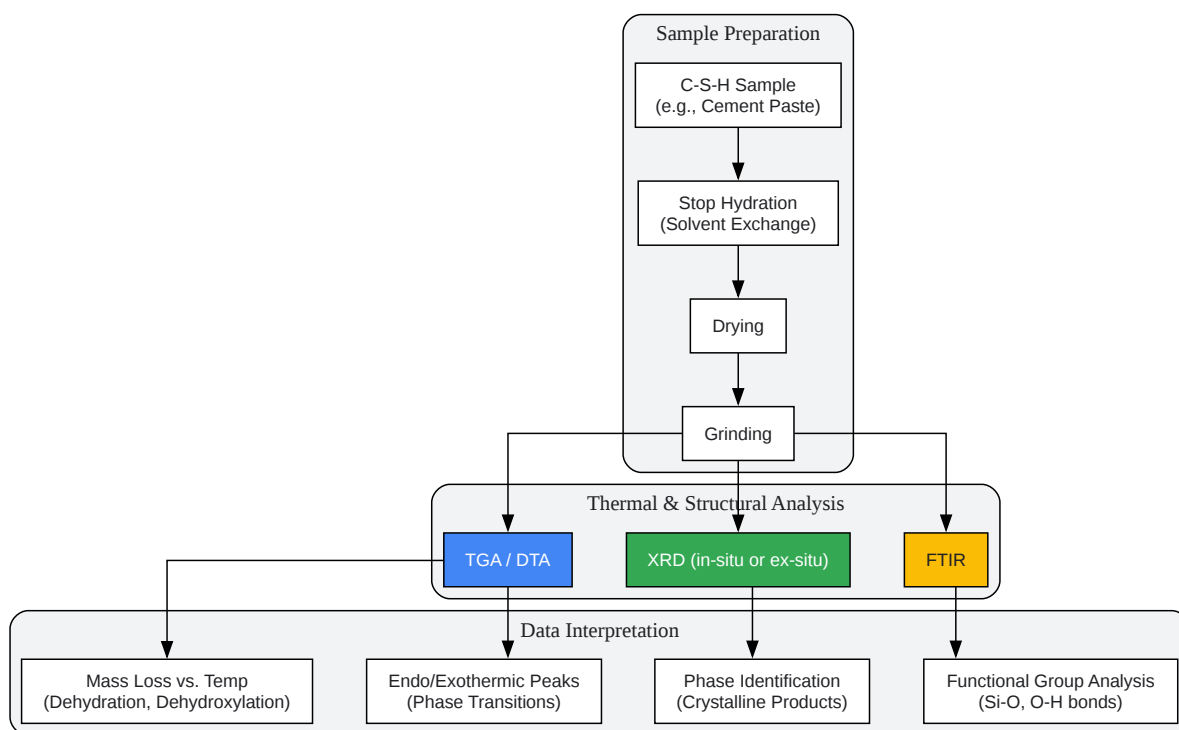 Sample Preparation
C-S-H Sample
(e.g., Cement Paste)
Stop Hydration
(Solvent Exchange)
Drying
Grinding
Thermal & Structural Analysis
TGA / DTA
XRD (in-situ or ex-situ)
FTIR
Data Interpretation
Mass Loss vs. Temp
(Dehydration, Dehydroxylation)
Endo/Exothermic Peaks
(Phase Transitions)
Phase Identification
(Crystalline Products)
Functional Group Analysis
(Si-O, O-H bonds)